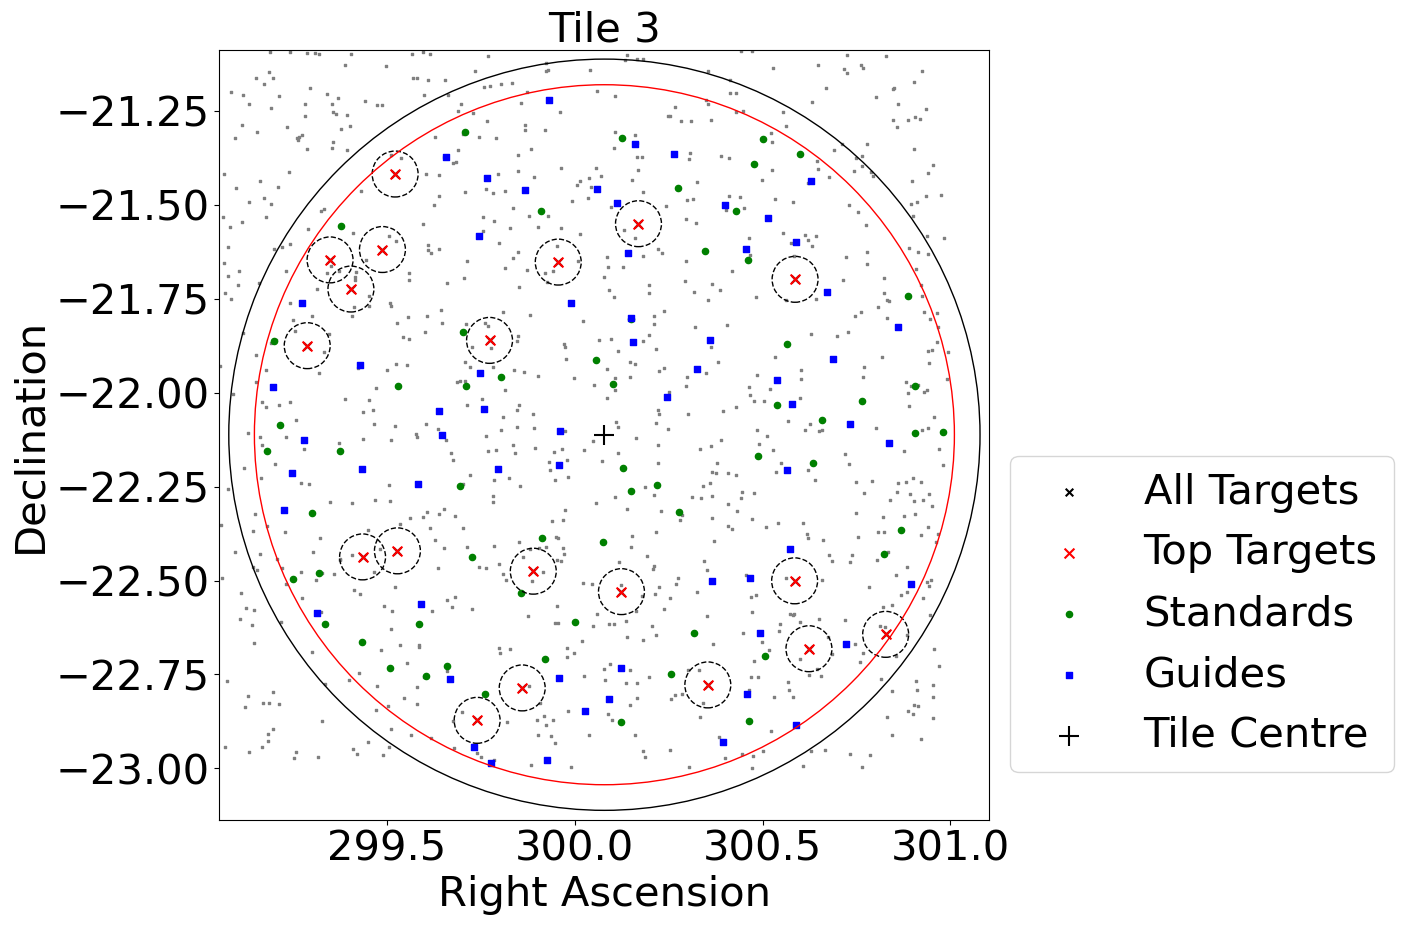 Tile 3
Declination
−21.25
−21.50
−21.75
−22.00
−22.25
−22.50
−22.75
−23.00
299.5 300.0 300.5 301.0
Right Ascension
All Targets
Top Targets
Standards
Guides
Tile Centre